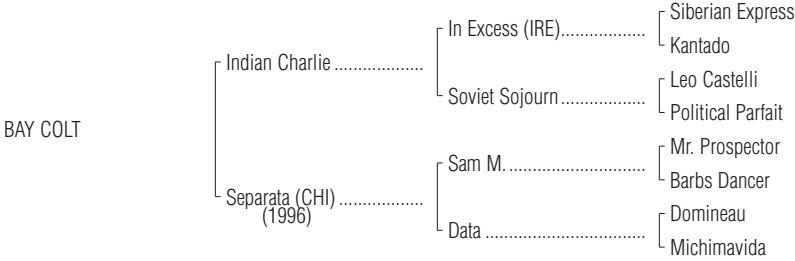 Siberian Express
In Excess (IRE)...................
Kantado
Indian Charlie ....................
Leo Castelli
Soviet Sojourn...................
Political Parfait
BAY COLT
Mr. Prospector
Sam M. ..............................
Barbs Dancer
Separata (CHI) ...................
(1996)
Domineau
Data ...................................
Michimavida